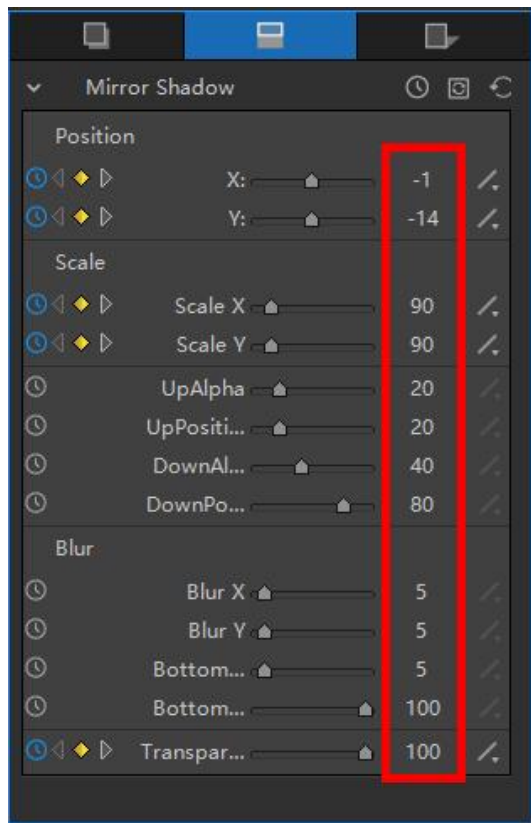 Mirror Shadow
Position
X: -1
Y: -14
Scale
Scale X 90
Scale Y 90
UpAlpha 20
UpPositi... 20
DownAl... 40
DownPo... 80
Blur
Blur X 5
Blur Y 5
Bottom... 5
Bottom... 100
Transpar... 100